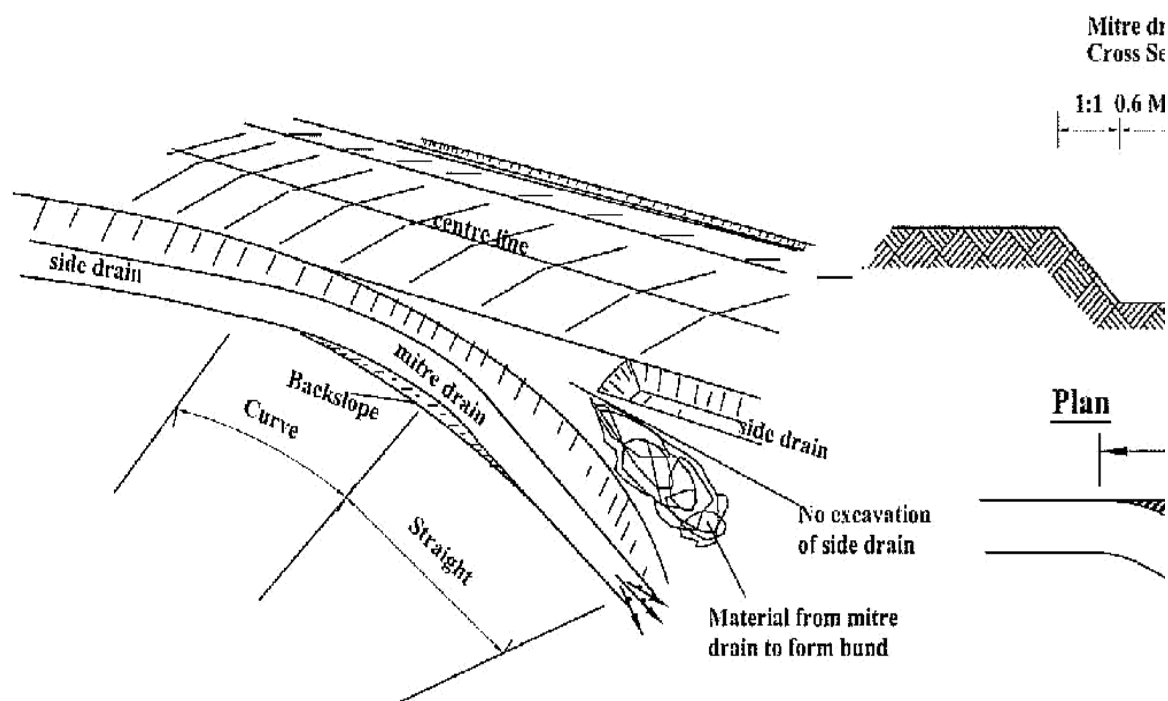 Mitre dr
Cross Se
1:1 0.6 M
centre line
side drain
mitre drain
Backslope
Curve
side drain
Plan
No excavation
of side drain
Straight
Material from mitre
drain to form bund